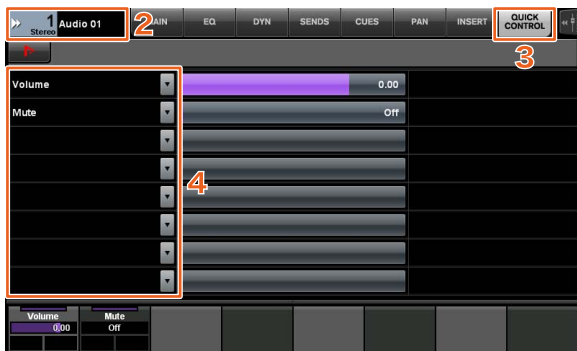 1 Stereo Audio 01 2 AIN EQ DYN SENDS CUES PAN INSERT QUICK CONTROL
3
Volume 0.00
Mute Off
4
Volume Mute
0.00 Off